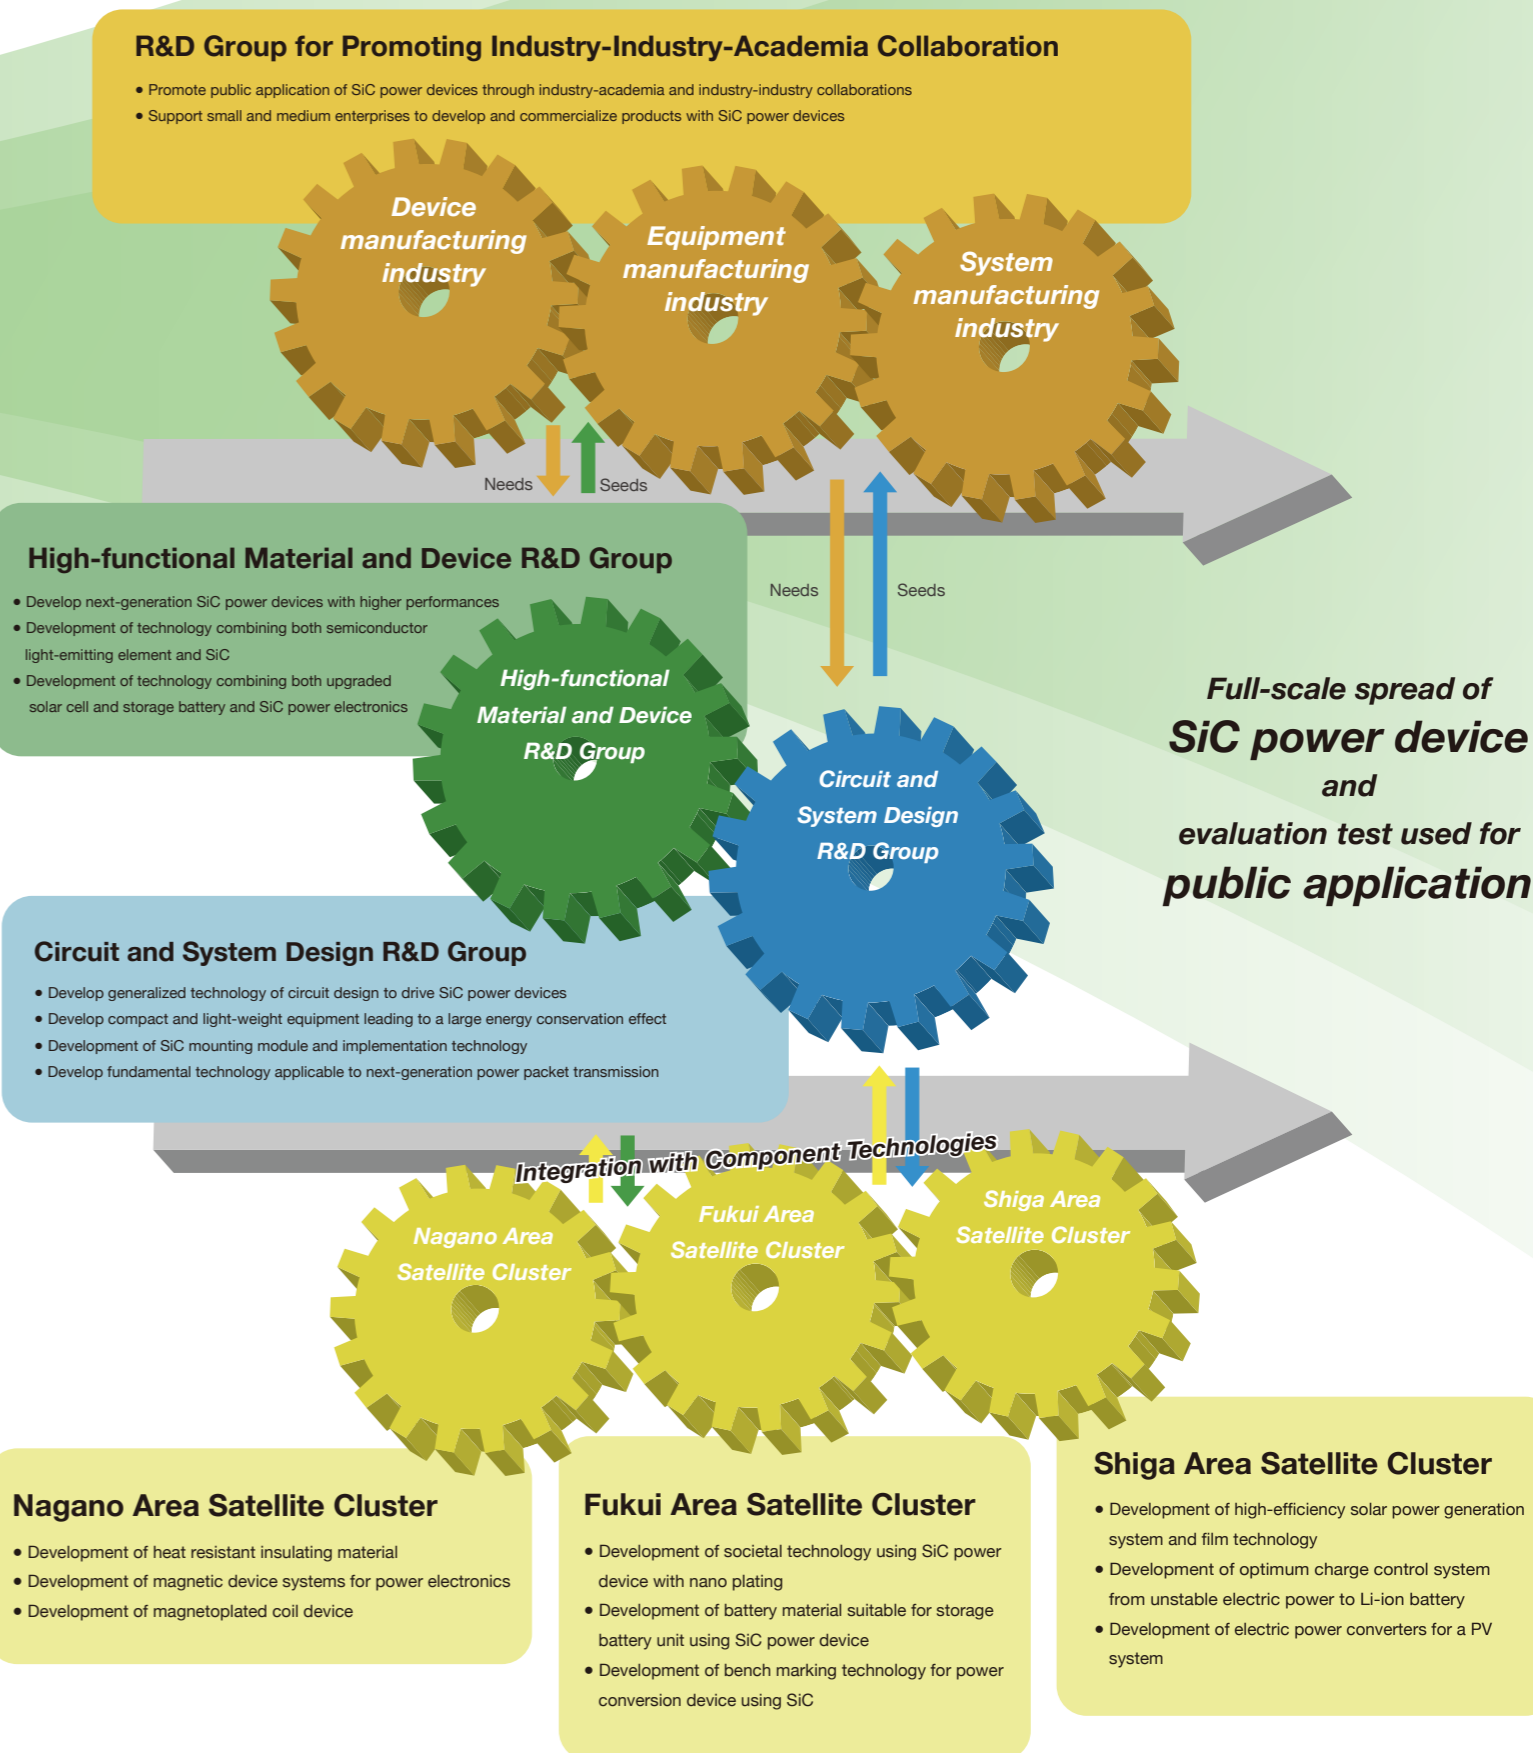 R&D Group for Promoting Industry-Industry-Academia Collaboration
● Promote public application of SiC power devices through industry-academia and industry-industry collaborations
● Support small and medium enterprises to develop and commercialize products with SiC power devices
Device
manufacturing
industry
Equipment
manufacturing
industry
System
manufacturing
industry
Needs
Seeds
High-functional Material and Device R&D Group
● Develop next-generation SiC power devices with higher performances
● Development of technology combining both semiconductor
light-emitting element and SiC
● Development of technology combining both upgraded
solar cell and storage battery and SiC power electronics
Needs
Seeds
High-functional
Material and Device
R&D Group
Circuit and
System Design
R&D Group
Full-scale spread of
SiC power device
and
evaluation test used for
public application
Circuit and System Design R&D Group
● Develop generalized technology of circuit design to drive SiC power devices
● Develop compact and light-weight equipment leading to a large energy conservation effect
● Development of SiC mounting module and implementation technology
● Develop fundamental technology applicable to next-generation power packet transmission
Integration with Component Technologies
Nagano Area
Satellite Cluster
Fukui Area
Satellite Cluster
Shiga Area
Satellite Cluster
Nagano Area Satellite Cluster
● Development of heat resistant insulating material
● Development of magnetic device systems for power electronics
● Development of magnetoplated coil device
Fukui Area Satellite Cluster
● Development of societal technology using SiC power
device with nano plating
● Development of battery material suitable for storage
battery unit using SiC power device
● Development of bench marking technology for power
conversion device using SiC
Shiga Area Satellite Cluster
● Development of high-efficiency solar power generation
system and film technology
● Development of optimum charge control system
from unstable electric power to Li-ion battery
● Development of electric power converters for a PV
system